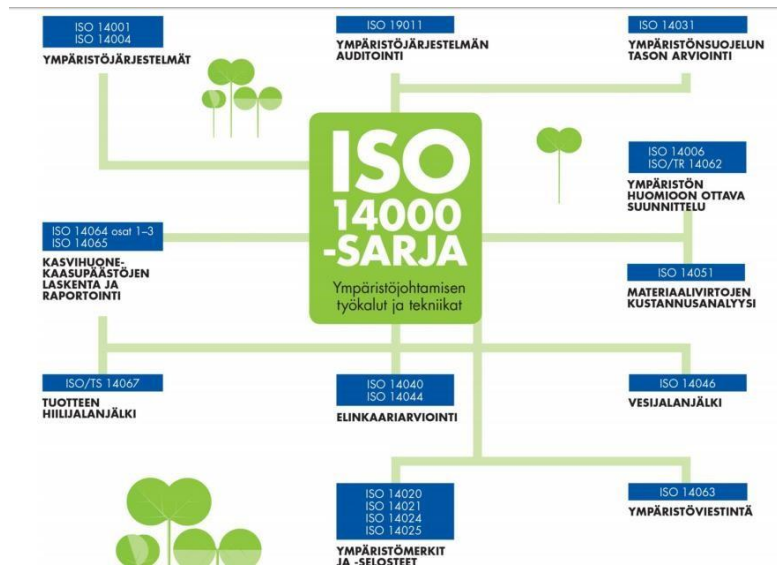 ISO 14001
ISO 14004
YMPÄRISTÖJÄRJESTELMÄT
ISO 19011
YMPÄRISTÖJÄRJESTELMÄN
AUDITOINTI
ISO 14031
YMPÄRISTÖNSUOJELUN
TASON ARVIOINTI
ISO
14000
-SARJA
Ympäristöjohtamisen
työkalut ja tekniikat
ISO 14006
ISO/TR 14062
YMPÄRISTÖN
HUOMIOON OTTAVA
SUUNNITTELU
ISO 14064 osat 1–3
ISO 14065
KASVIHUONE-
KAASUPÄÄSTÖJEN
LASKENTA JA
RAPORTOINTI
ISO 14051
MATERIAALIVIRTOJEN
KUSTANNUSANALYYSI
ISO/TS 14067
TUOTTEEN
HIILIJALANJÄLKI
ISO 14040
ISO 14044
ELINKAARIARVIOINTI
ISO 14046
VESIJALANJÄLKI
ISO 14020
ISO 14021
ISO 14024
ISO 14025
YMPÄRISTÖMERKIT
JA -SELOSTEET
ISO 14063
YMPÄRISTÖVIESTINTÄ